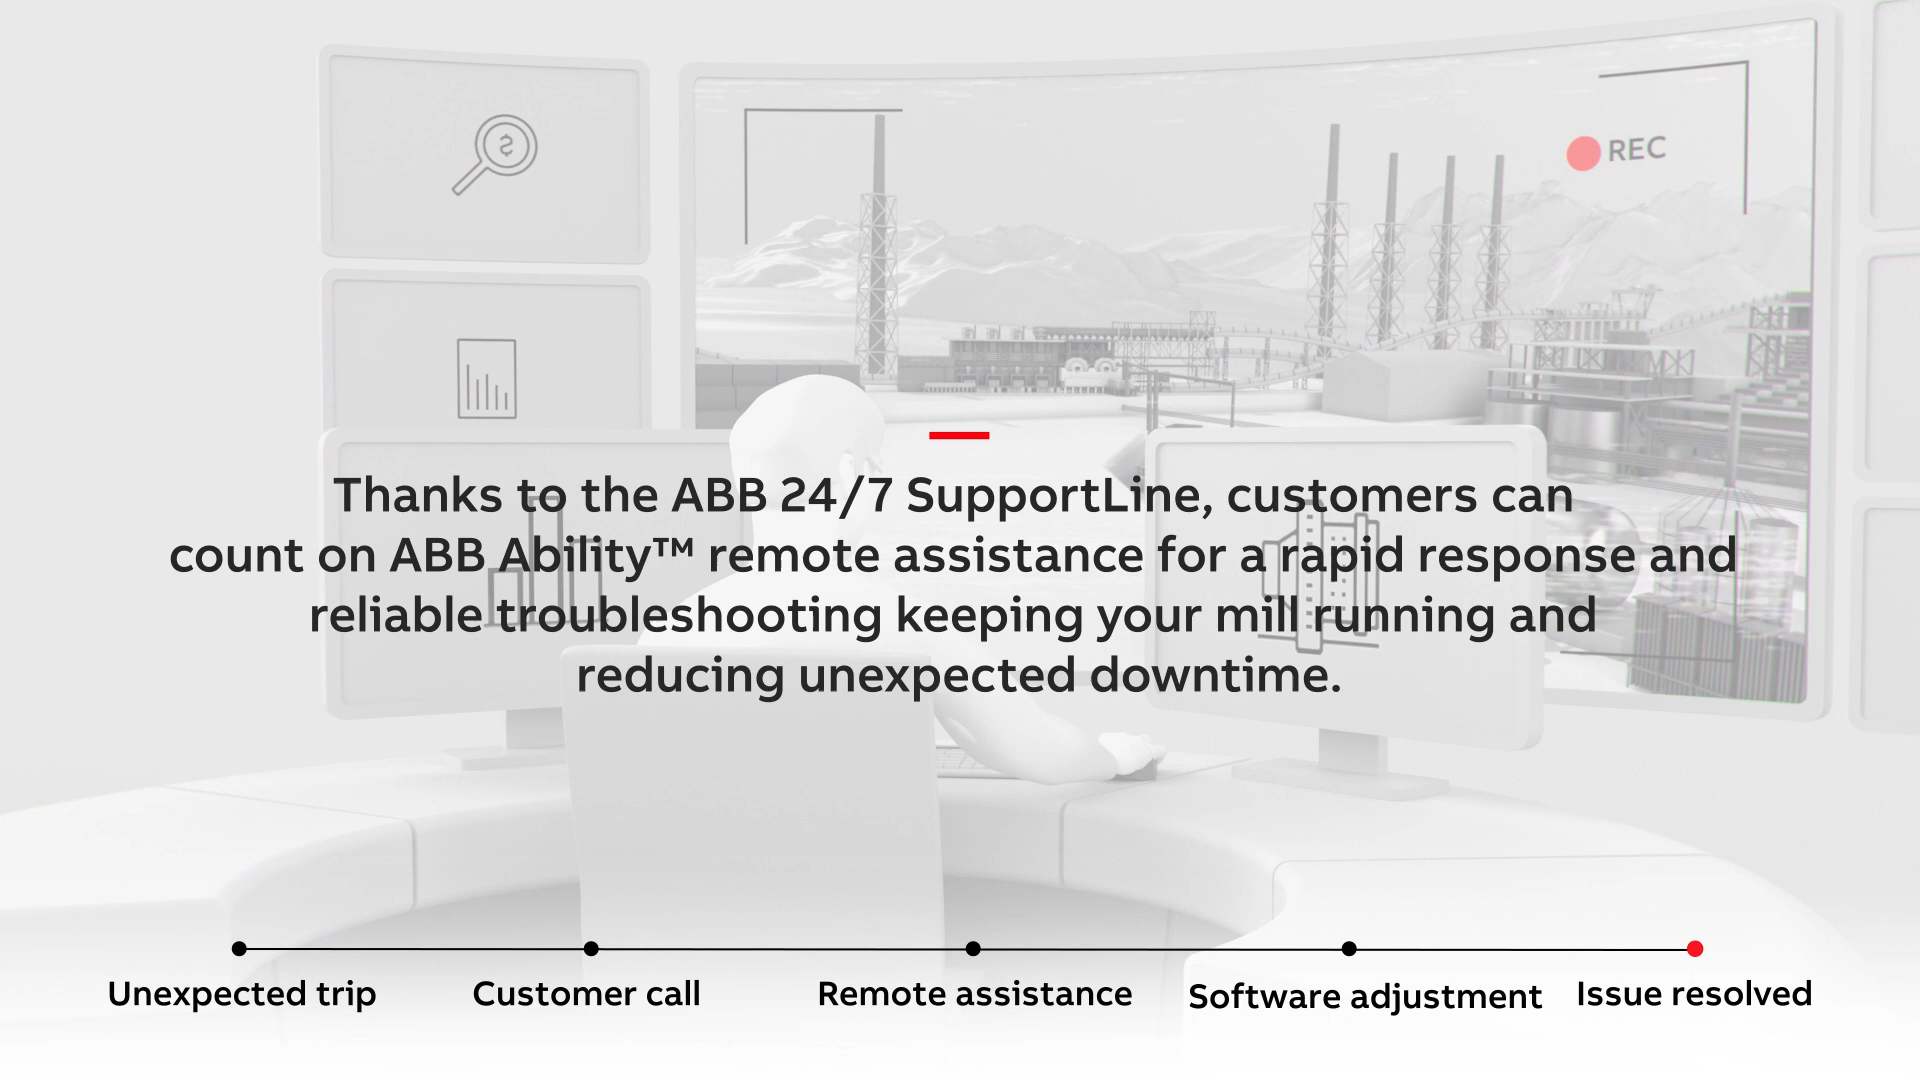 REC
Thanks to the ABB 24/7 SupportLine, customers can
count on ABB Ability™ remote assistance for a rapid response and
reliable troubleshooting keeping your mill running and
reducing unexpected downtime.
Unexpected trip
Customer call
Remote assistance
Software adjustment
Issue resolved